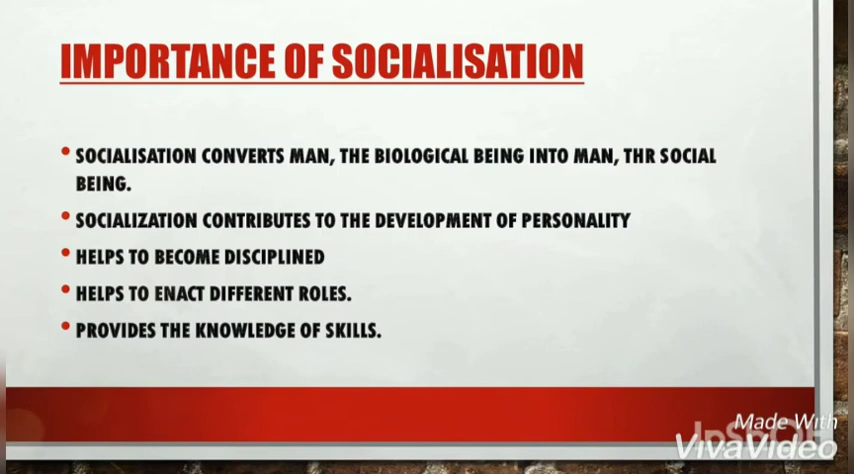 IMPORTANCE OF SOCIALISATION
• SOCIALISATION CONVERTS MAN, THE BIOLOGICAL BEING INTO MAN, THR SOCIAL
BEING.
• SOCIALIZATION CONTRIBUTES TO THE DEVELOPMENT OF PERSONALITY
• HELPS TO BECOME DISCIPLINED
• HELPS TO ENACT DIFFERENT ROLES.
• PROVIDES THE KNOWLEDGE OF SKILLS.
Made With
VivaVideo